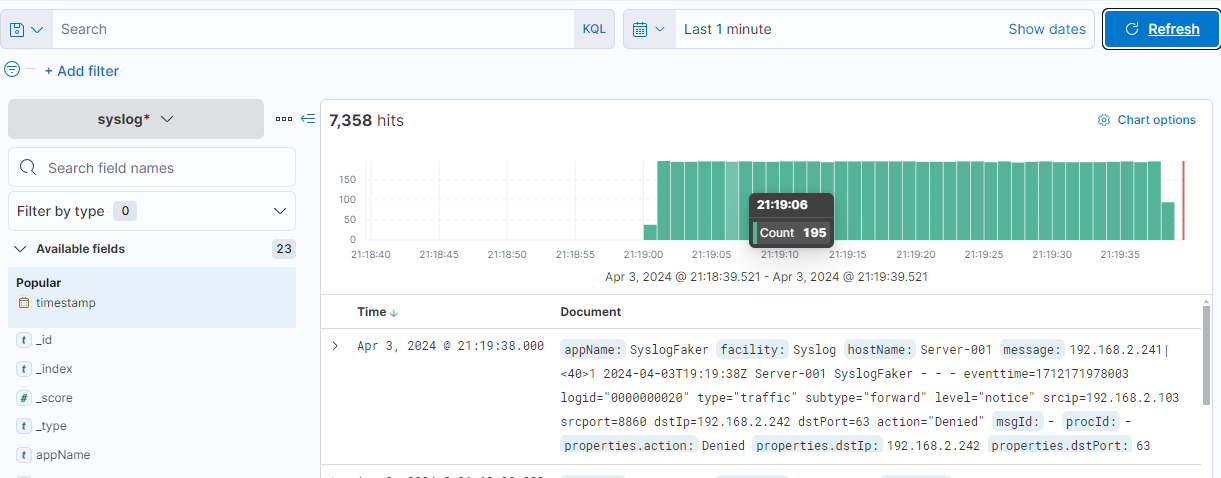 Search KQL Last 1 minute Show dates Refresh
+ Add filter
syslog*
Search field names
Filter by type 0
Available fields 23
Popular
timestamp
t _id
t _index
# _score
t _type
t appName
7,358 hits Chart options
150
100
50
0
21:19:06
Count 195
21:18:40 21:18:45 21:18:50 21:18:55 21:19:00 21:19:05 21:19:10 21:19:15 21:19:20 21:19:25 21:19:30 21:19:35
Apr 3, 2024 @ 21:18:39.521 - Apr 3, 2024 @ 21:19:39.521
Time Document
Apr 3, 2024 @ 21:19:38.000 appName: SyslogFaker facility: Syslog hostName: Server-001 message: 192.168.2.241|
<40>1 2024-04-03T19:19:38Z Server-001 SyslogFaker - - - eventtime=1712171978003
logid="0000000020" type="traffic" subtype="forward" level="notice" srcip=192.168.2.103
srcport=8860 dstIp=192.168.2.242 dstPort=63 action="Denied" msgId: - procId: -
properties.action: Denied properties.dstIp: 192.168.2.242 properties.dstPort: 63